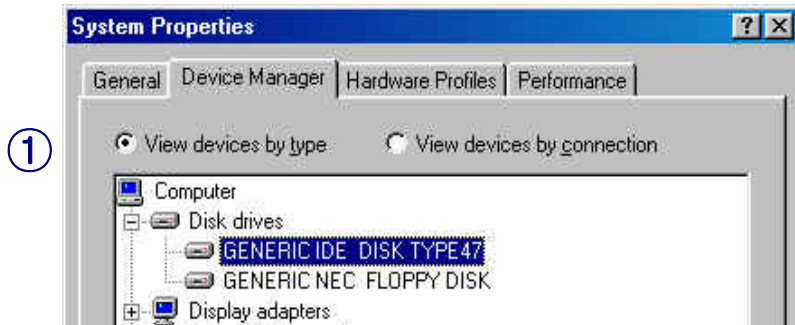 System Properties
General Device Manager Hardware Profiles Performance
① View devices by type View devices by connection
Computer
Disk drives
GENERIC IDE DISK TYPE47
GENERIC NEC FLOPPY DISK
Display adapters